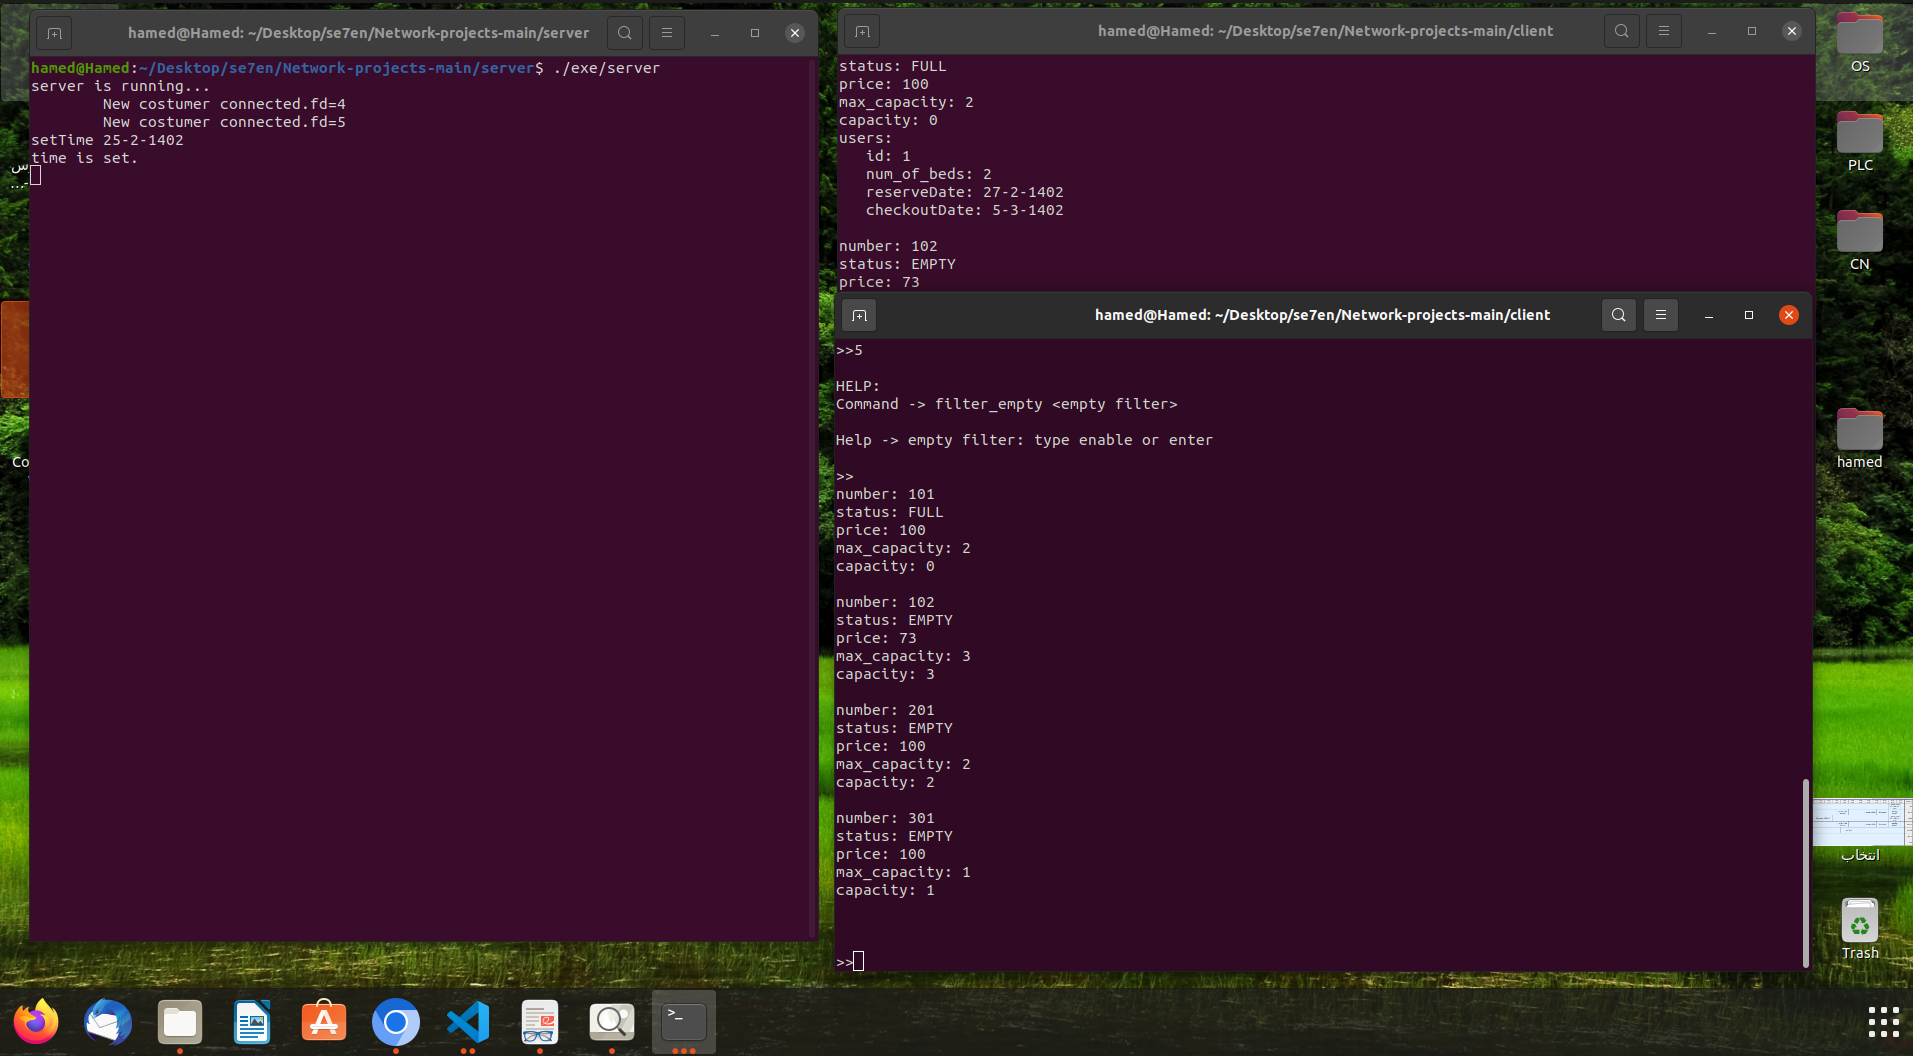 hamed@Hamed: ~/Desktop/se7en/Network-projects-main/server
hamed@Hamed:~/Desktop/se7en/Network-projects-main/server$ ./exe/server
server is running...
New costumer connected.fd=4
New costumer connected.fd=5
setTime 25-2-1402
time is set.
hamed@Hamed: ~/Desktop/se7en/Network-projects-main/client
status: FULL
price: 100
max_capacity: 2
capacity: 0
users:
id: 1
num_of_beds: 2
reserveDate: 27-2-1402
checkoutDate: 5-3-1402
number: 102
status: EMPTY
price: 73
hamed@Hamed: ~/Desktop/se7en/Network-projects-main/client
>>5
HELP:
Command -> filter_empty <empty filter>
Help -> empty filter: type enable or enter
>>
number: 101
status: FULL
price: 100
max_capacity: 2
capacity: 0
number: 102
status: EMPTY
price: 73
max_capacity: 3
capacity: 3
number: 201
status: EMPTY
price: 100
max_capacity: 2
capacity: 2
number: 301
status: EMPTY
price: 100
max_capacity: 1
capacity: 1
>>
OS
PLC
CN
hamed
انتخاب
Trash
Co